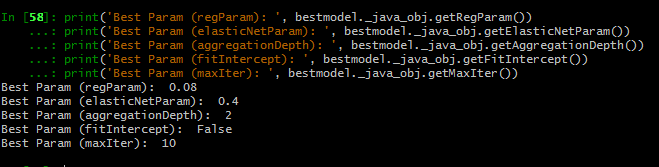 In [58]: print('Best Param (regParam): ', bestmodel._java_obj.getRegParam())
...: print('Best Param (elasticNetParam): ', bestmodel._java_obj.getElasticNetParam())
...: print('Best Param (aggregationDepth): ', bestmodel._java_obj.getAggregationDepth())
...: print('Best Param (fitIntercept): ', bestmodel._java_obj.getFitIntercept())
...: print('Best Param (maxIter): ', bestmodel._java_obj.getMaxIter())
Best Param (regParam):  0.08
Best Param (elasticNetParam):  0.4
Best Param (aggregationDepth):  2
Best Param (fitIntercept):  False
Best Param (maxIter):  10